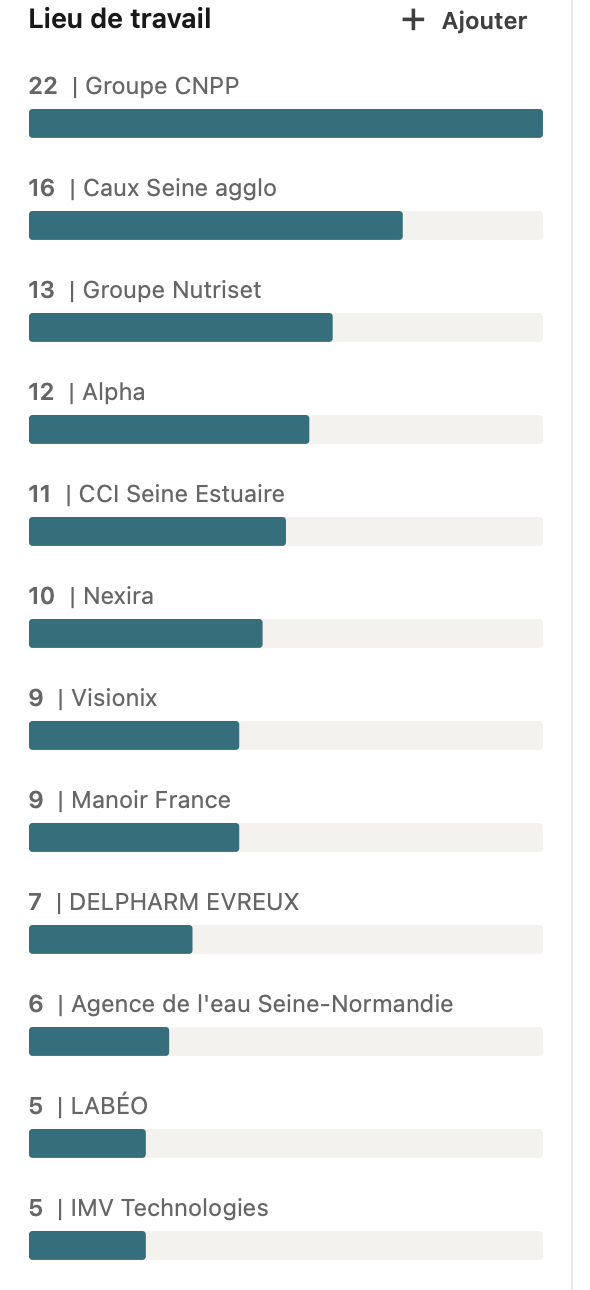 Lieu de travail + Ajouter
22 | Groupe CNPP
16 | Caux Seine agglo
13 | Groupe Nutriset
12 | Alpha
11 | CCI Seine Estuaire
10 | Nexira
9 | Visionix
9 | Manoir France
7 | DELPHARM EVREUX
6 | Agence de l'eau Seine-Normandie
5 | LABÉO
5 | IMV Technologies